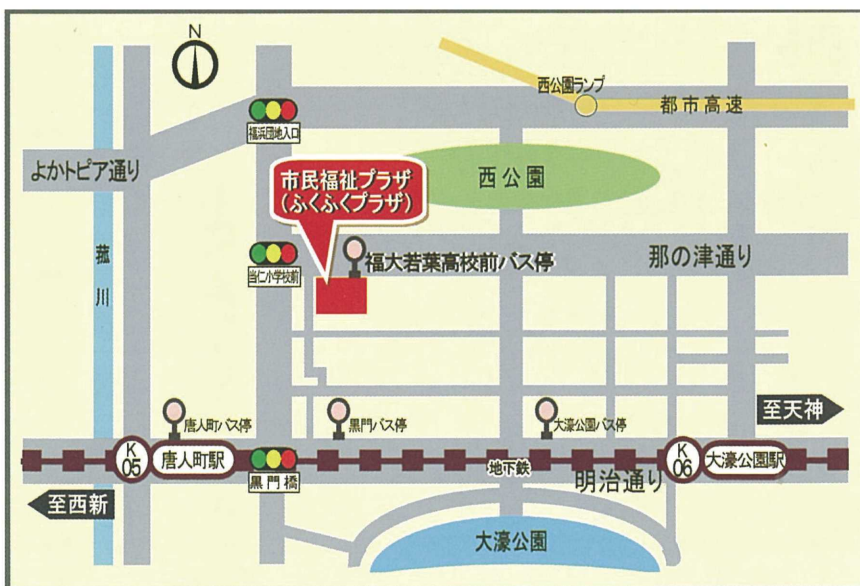 N
西公園ランプ
都市高速
福浜団地入口
よかトピア通り
市民福祉プラザ
(ふくふくプラザ)
西公園
菰川
当仁小学校前
福大若葉高校前バス停
那の津通り
至天神
唐人町バス停
黒門バス停
大濠公園バス停
K
05
唐人町駅
地下鉄
K
06
大濠公園駅
黒門橋
明治通り
至西新
大濠公園